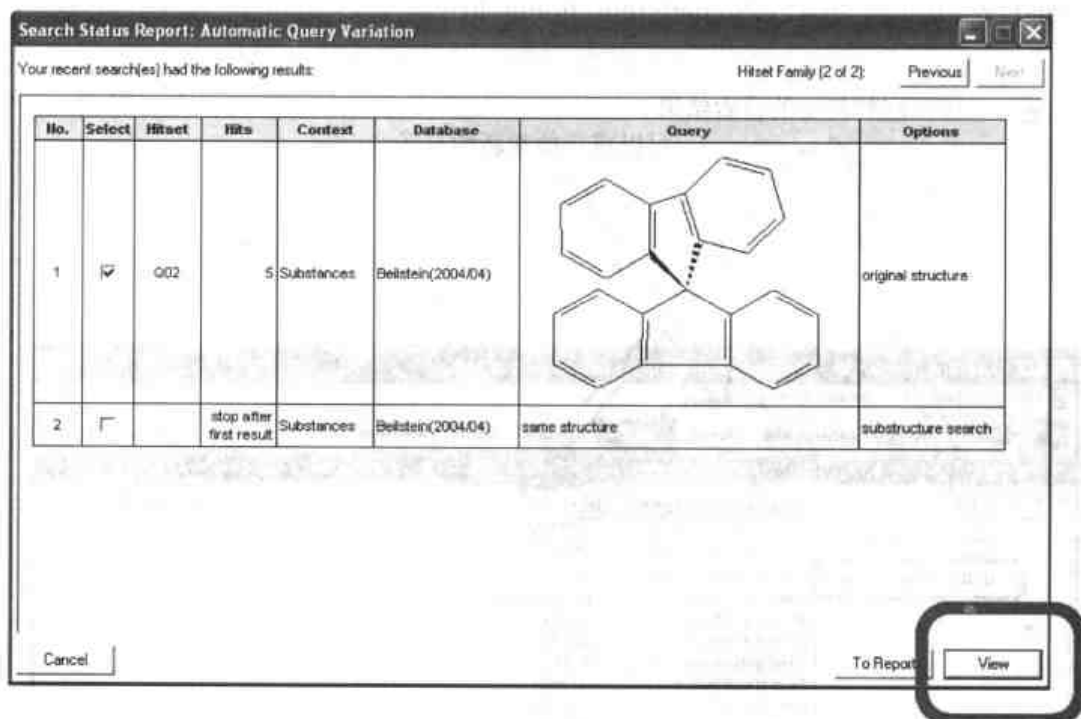 Search Status Report: Automatic Query Variation
Your recent search(es) had the following results:
Hitset Family (2 of 2):
Previous
Next
No. Select Hitset Hits Context Database Query Options
1 Q02 5 Substances Beilstein(2004/04) original structure
2 stop after first result Substances Beilstein(2004/04) same structure substructure search
Cancel
To Report
View